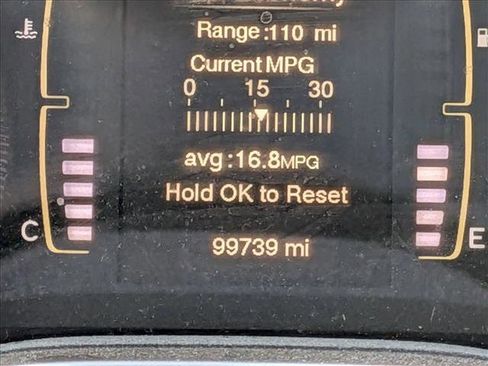 Range :110 mi
Current MPG
0 15 30
avg :16.8MPG
Hold OK to Reset
C
99739 mi
E